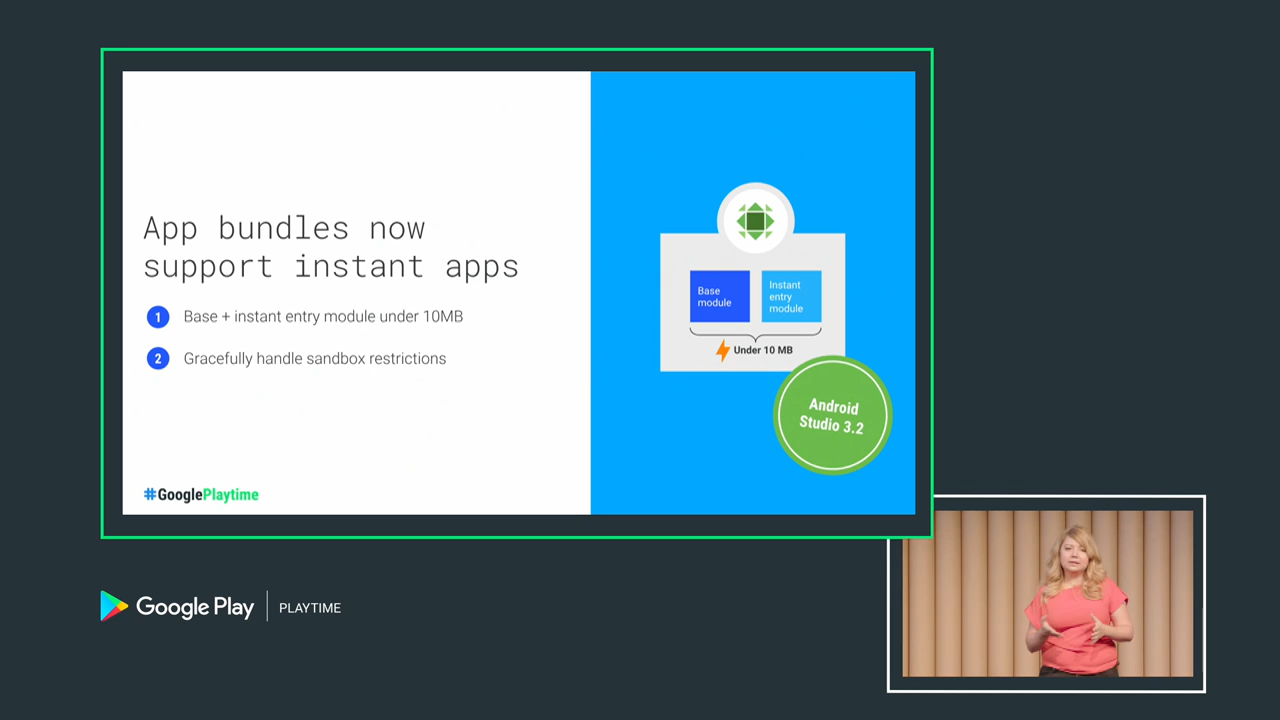 App bundles now
support instant apps
1 Base + instant entry module under 10MB
2 Gracefully handle sandbox restrictions
#GooglePlaytime
Base
module
Instant
entry
module
Under 10 MB
Android
Studio 3.2
Google Play | PLAYTIME